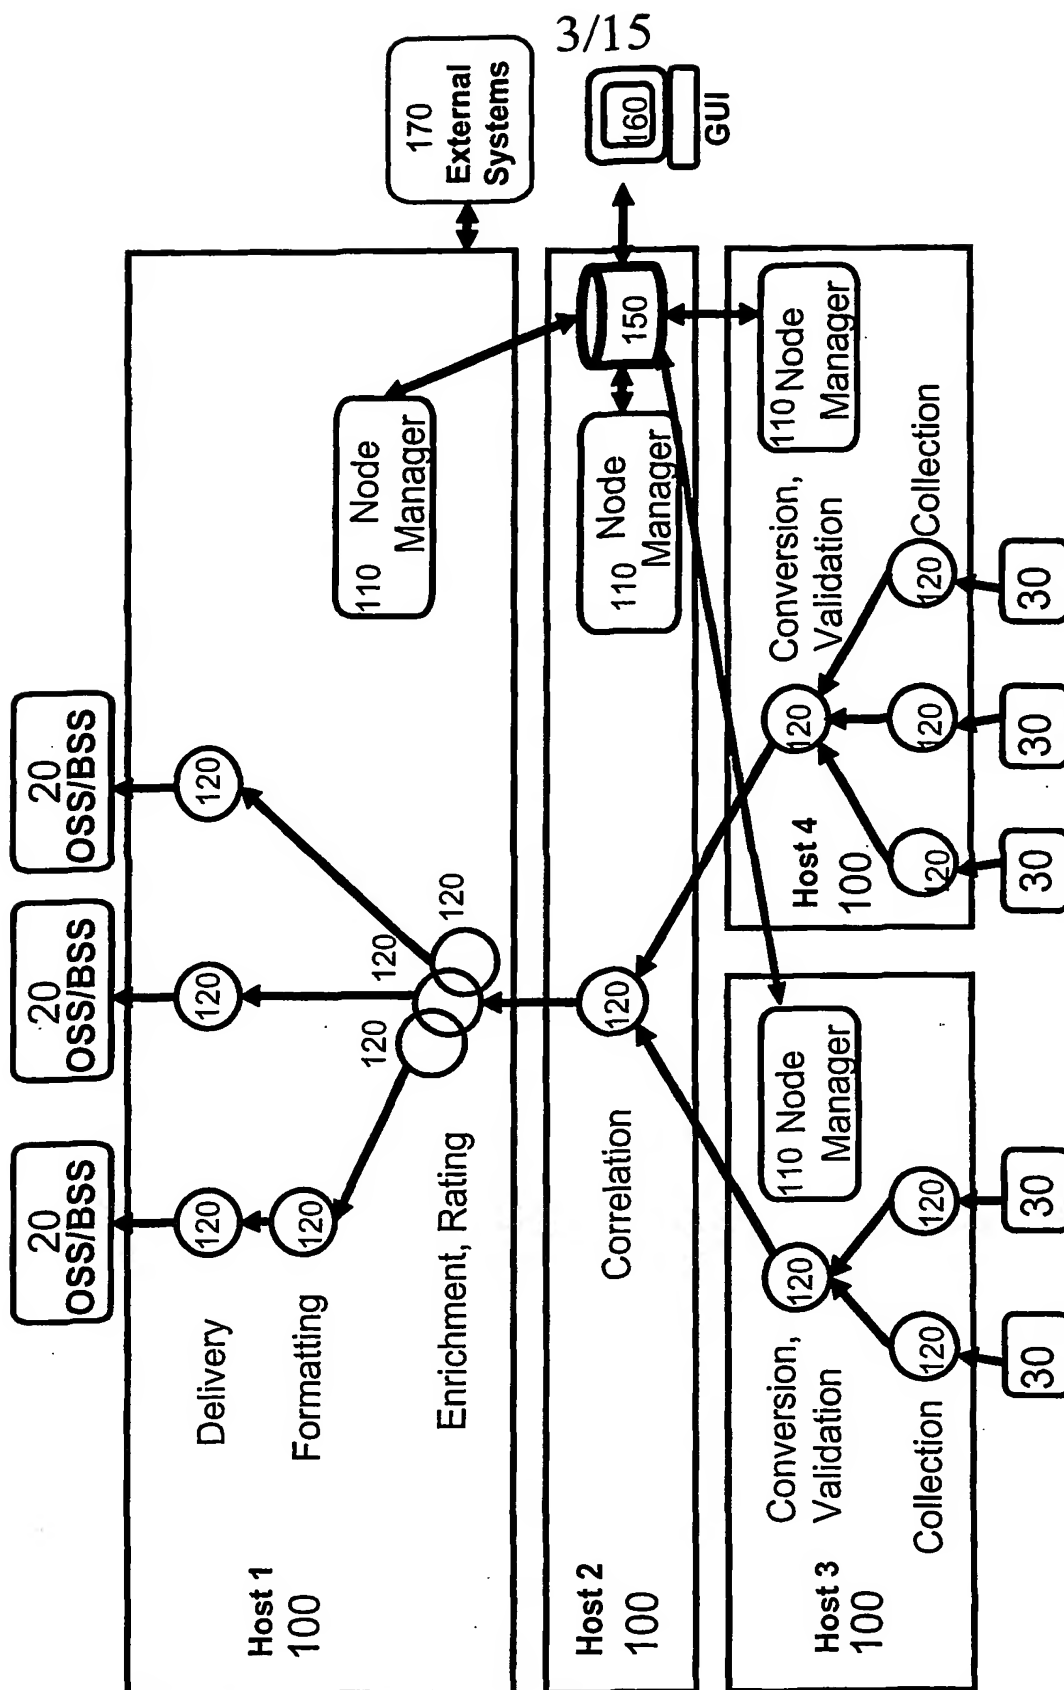 3/15
20
OSS/BSS
20
OSS/BSS
20
OSS/BSS
170
External
Systems
Delivery
120
120
120
Formatting
120
Enrichment, Rating
120
120
120
110 Node
Manager
Host 1
100
160
GUI
150
Correlation
120
110 Node
Manager
Host 2
100
Conversion,
Validation
120
110 Node
Manager
Collection
120
120
Host 3
100
30
30
Conversion,
Validation
120
110 Node
Manager
Host 4
100
120
120
120
Collection
30
30
30